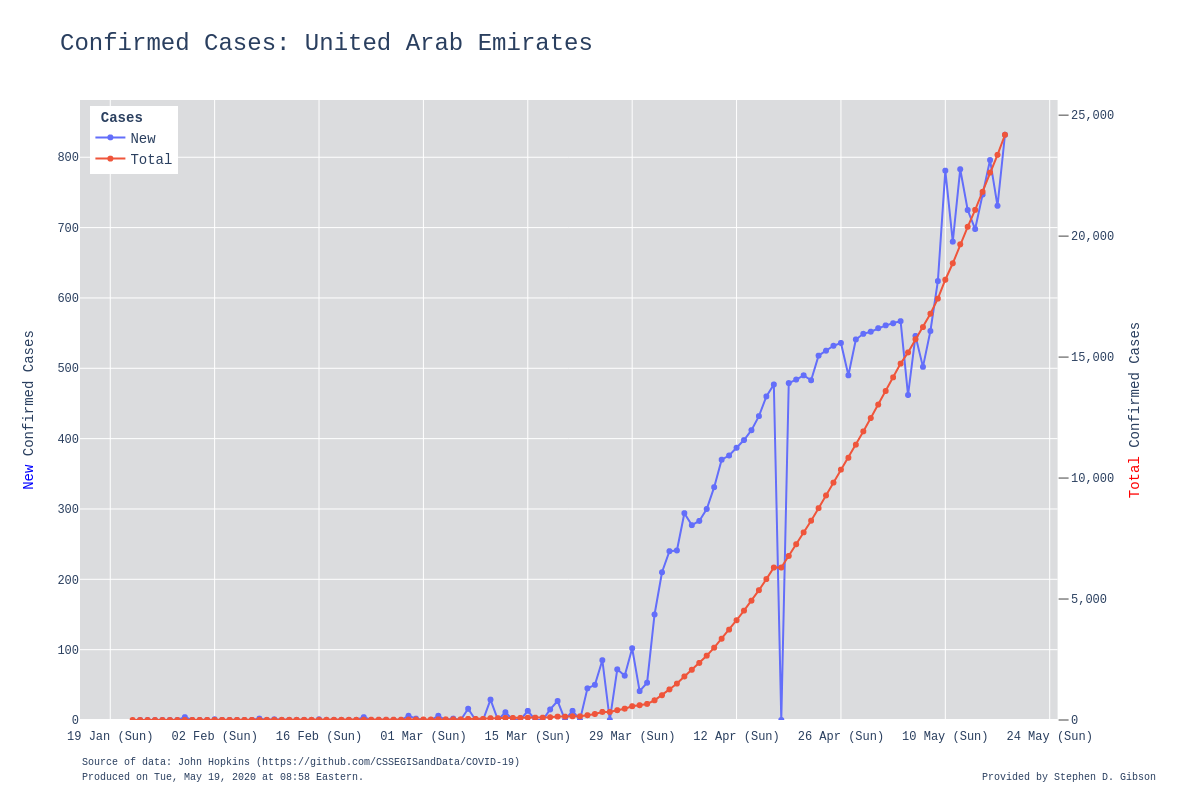 Confirmed Cases: United Arab Emirates
Cases
New
Total
800
700
600
500
400
300
200
100
0
25,000
20,000
15,000
10,000
5,000
0
New Confirmed Cases
Total Confirmed Cases
19 Jan (Sun) 02 Feb (Sun) 16 Feb (Sun) 01 Mar (Sun) 15 Mar (Sun) 29 Mar (Sun) 12 Apr (Sun) 26 Apr (Sun) 10 May (Sun) 24 May (Sun)
Source of data: John Hopkins (https://github.com/CSSEGISandData/COVID-19)
Produced on Tue, May 19, 2020 at 08:58 Eastern.
Provided by Stephen D. Gibson